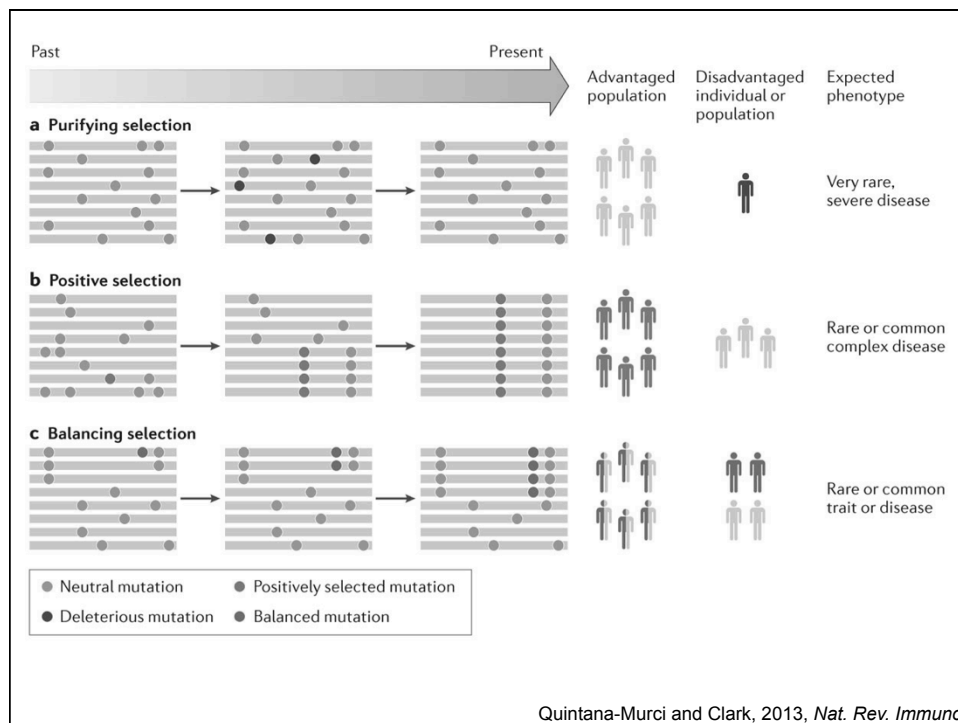 Past
Present
Advantaged
population
Disadvantaged
individual or
population
Expected
phenotype
a Purifying selection
Very rare,
severe disease
b Positive selection
Rare or common
complex disease
c Balancing selection
Rare or common
trait or disease
Neutral mutation
Positively selected mutation
Deleterious mutation
Balanced mutation
Quintana-Murci and Clark, 2013, Nat. Rev. Immuno